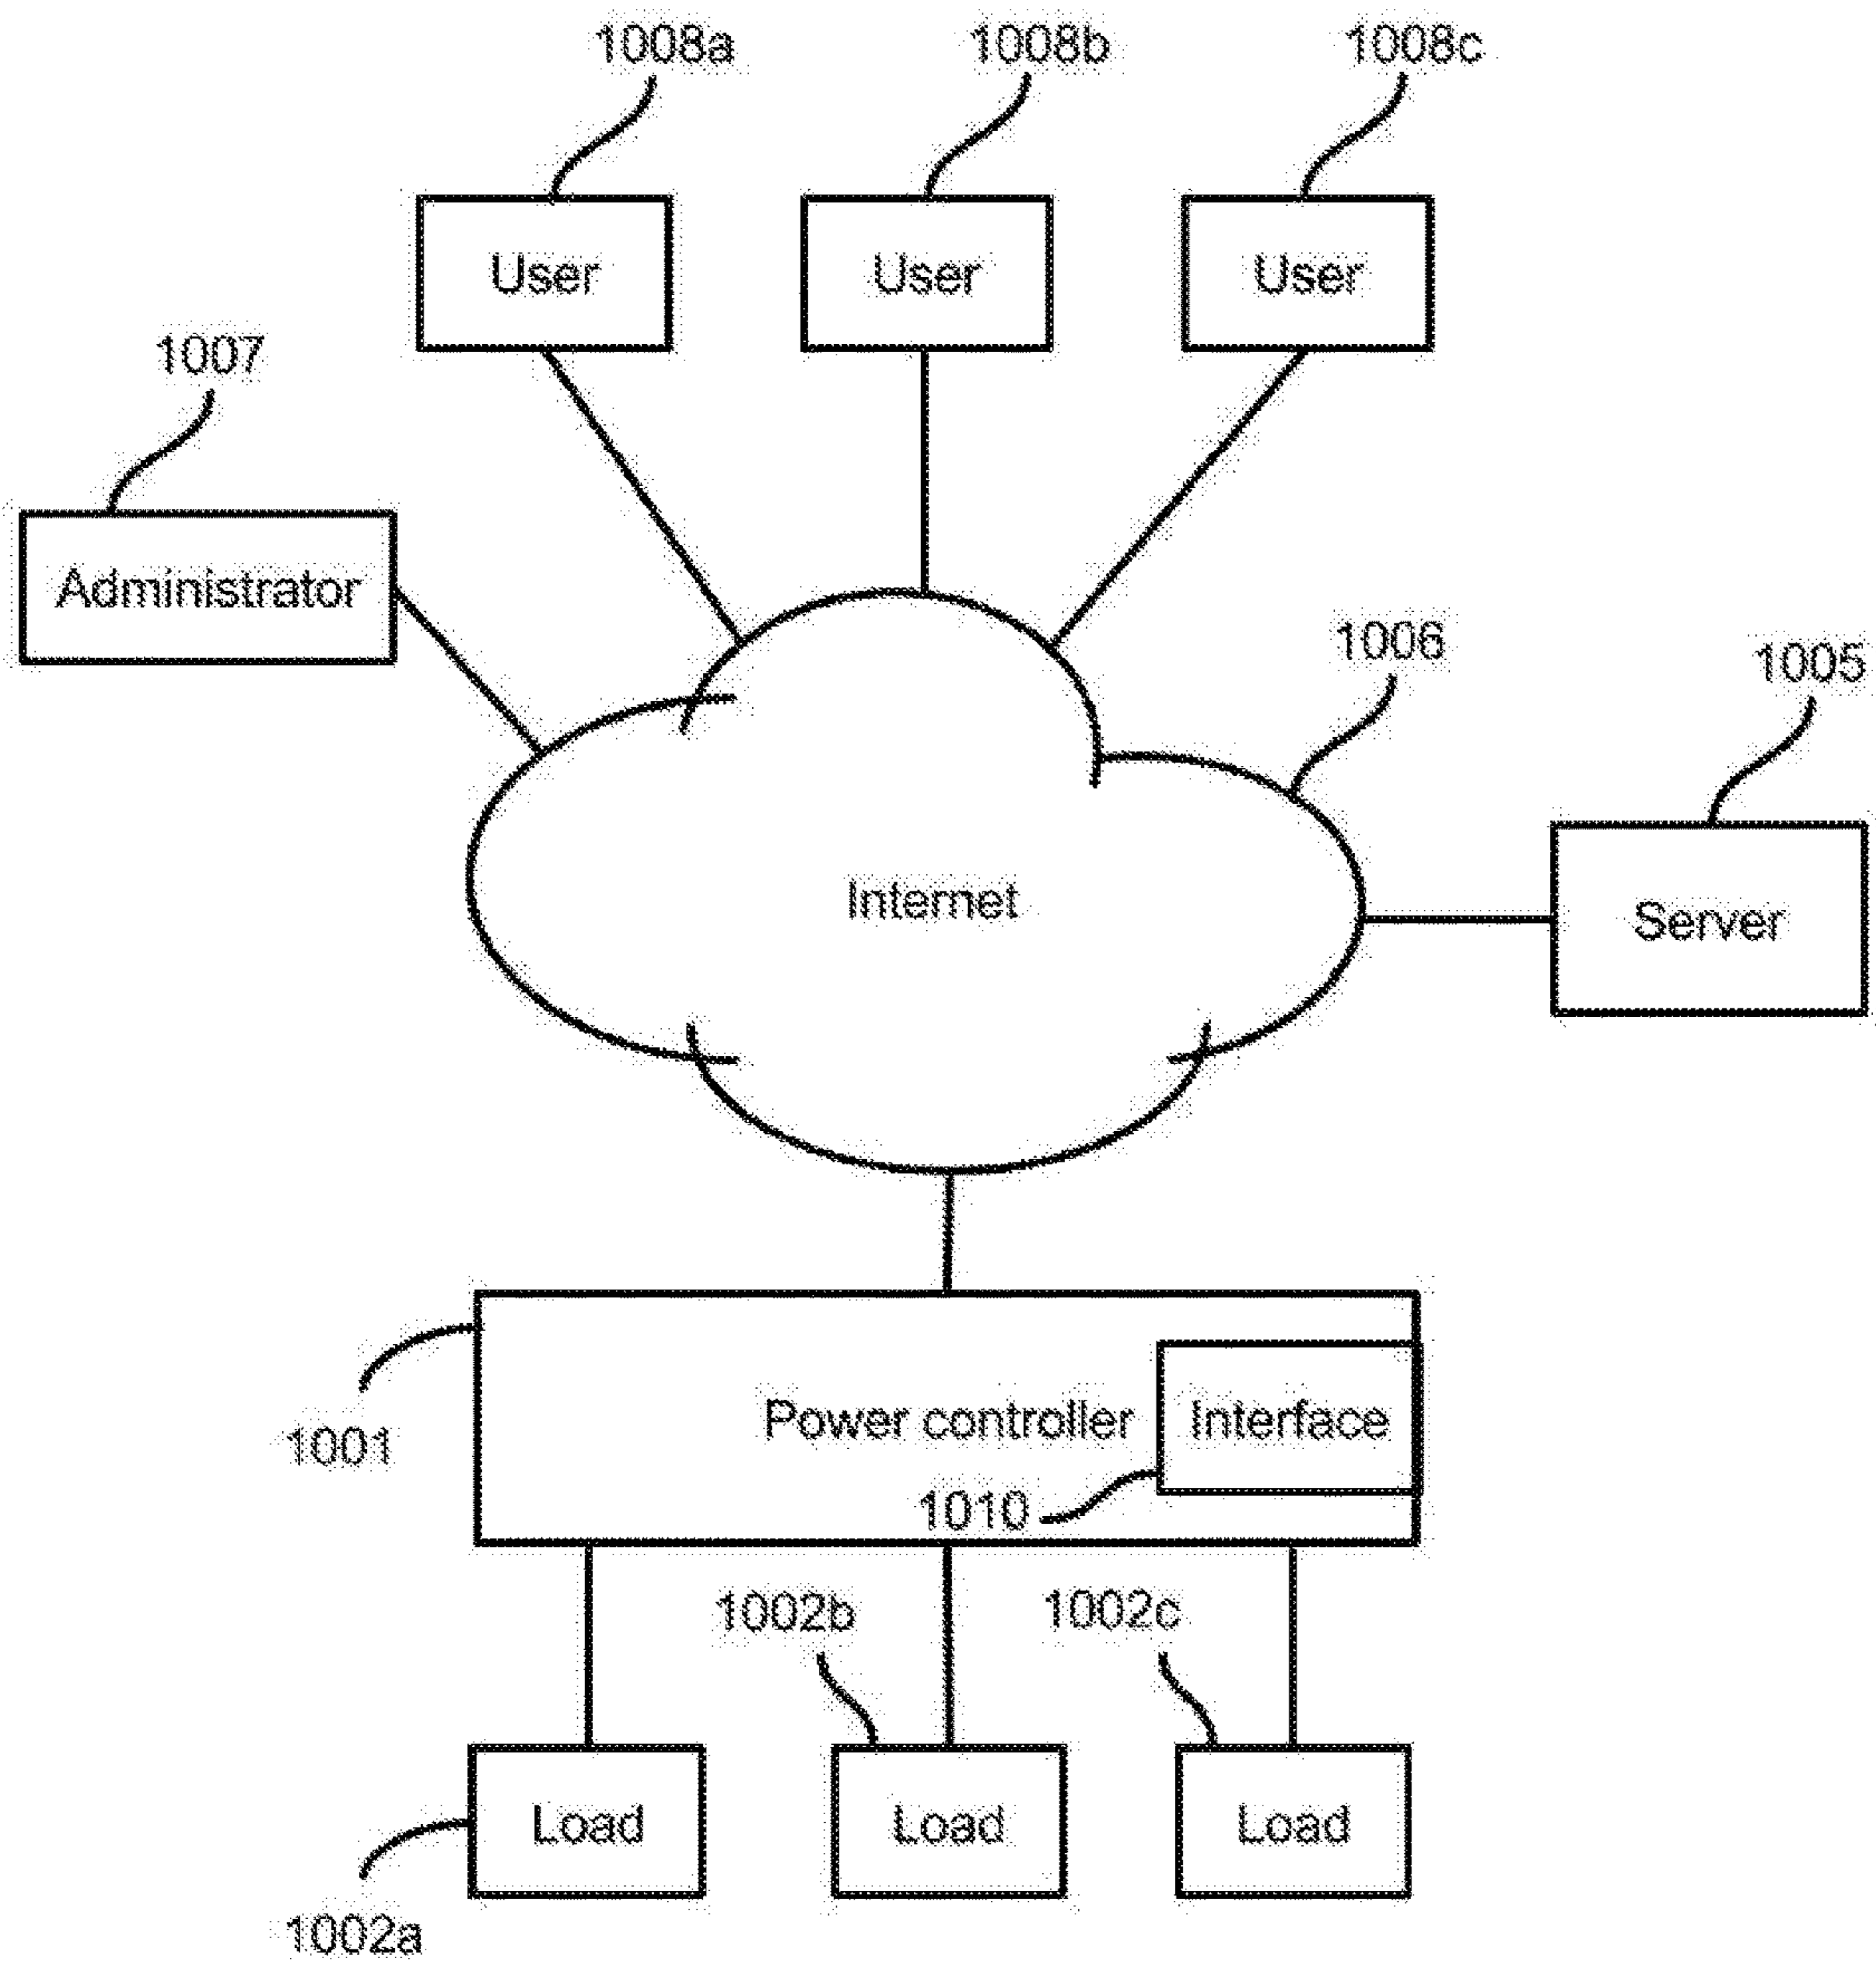 1008a
1008b
1008c
User
User
User
1007
Administrator
1006
1005
Internet
Server
1001
Power controller
Interface
1010
1002b
1002c
Load
Load
Load
1002a